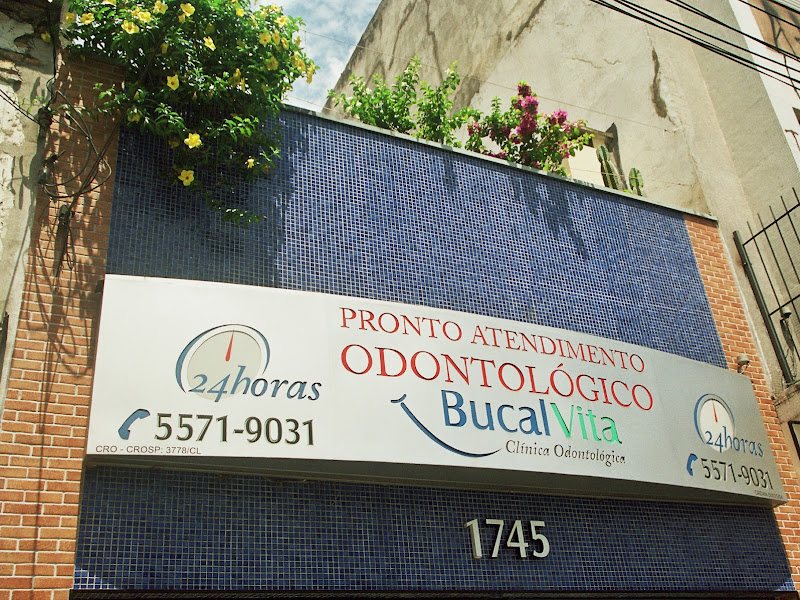 24horas
5571-9031
CRO - CROSP: 3778/CL
PRONTO ATENDIMENTO
ODONTOLÓGICO
BucalVita
Clínica Odontológica
24horas
5571-9031
1745